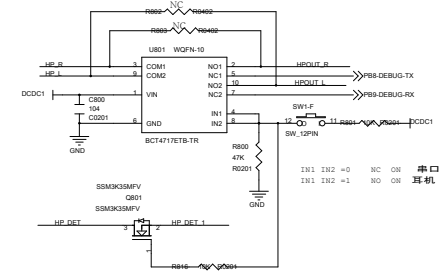 NC
R802 R0402
NC
R803 R0402
U801 WQFN-10
HP_R 3 COM1 NO1 2 HPOUT_R
HP_L 9 COM2 NC1 5 PB8-DEBUG-TX
NO2 10 HPOUT_L
DCDC1 1 VIN NC2 7 PB9-DEBUG-RX
C800
104
C0201
IN1 4
6 GND IN2 8
GND
BCT4717ETB-TR
SW1-F
12 11 R801 10K R0201 DCDC1
SW_12PIN
R800
47K
R0201
GND
IN1 IN2 =0 NC ON 串口
IN1 IN2 =1 NO ON 耳机
SSM3K35MFV
Q801
SSM3K35MFV
HP_DET 3 2 HP_DET_1
1
R816 10K R0201